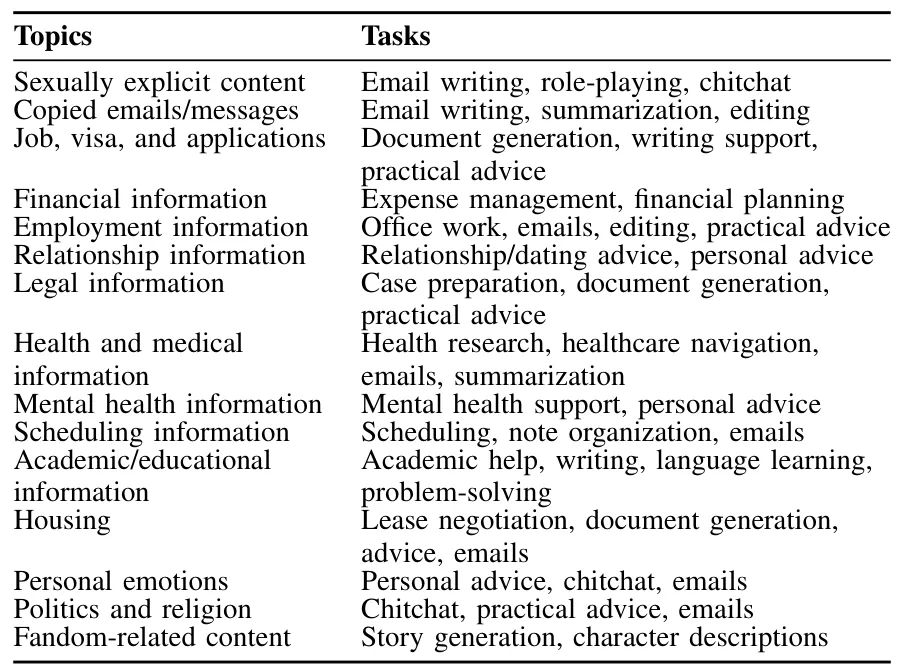 Topics Tasks
Sexually explicit content Email writing, role-playing, chitchat
Copied emails/messages Email writing, summarization, editing
Job, visa, and applications Document generation, writing support,
practical advice
Financial information Expense management, financial planning
Employment information Office work, emails, editing, practical advice
Relationship information Relationship/dating advice, personal advice
Legal information Case preparation, document generation,
practical advice
Health and medical Health research, healthcare navigation,
information emails, summarization
Mental health information Mental health support, personal advice
Scheduling information Scheduling, note organization, emails
Academic/educational Academic help, writing, language learning,
information problem-solving
Housing Lease negotiation, document generation,
advice, emails
Personal emotions Personal advice, chitchat, emails
Politics and religion Chitchat, practical advice, emails
Fandom-related content Story generation, character descriptions